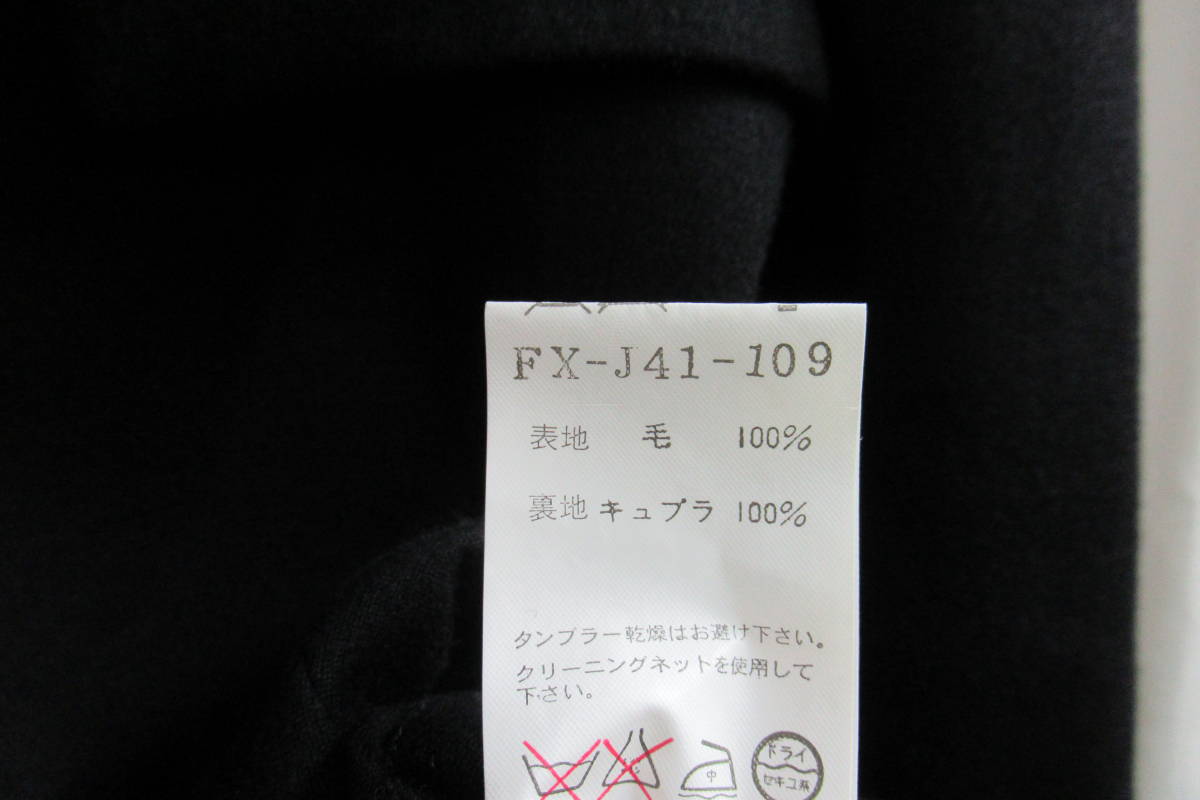 FX-J41-109
表地 毛 100%
裏地 キュプラ 100%
タンブラー乾燥はお避け下さい。
クリーニングネットを使用して
下さい。
中
ドライ
セキユ系